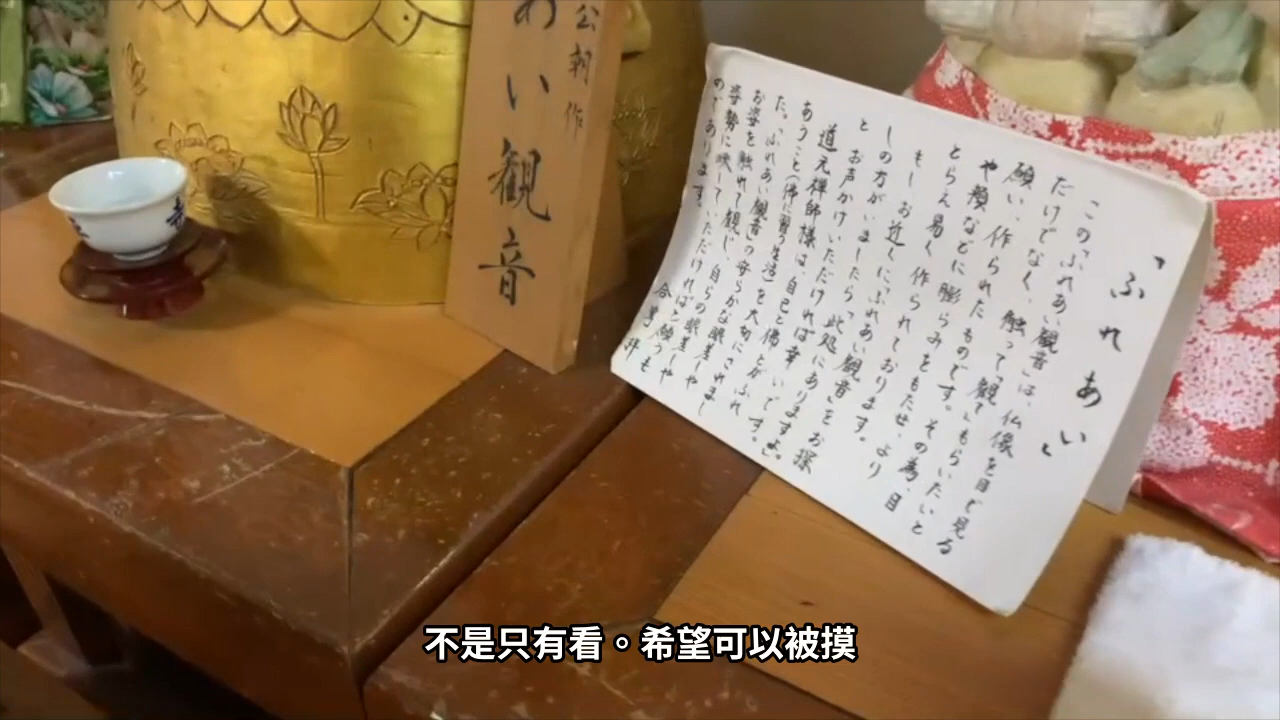 「ふれあい」
この「ふれあい観音」は、仏像を目で見る
だけでなく、触って「観て」もらいたいと
願い、作られたものです。その為、目
や顔などに膨らみをもたせ、より
とらえ易く作られております。
もし、お近くに「ふれあい観音」をお探
しの方がいましたら「此処にありますよ。」
とお声かけいただければ幸いです。
道元禅師様は、自己と佛とがふれ
あうこと(佛に習う生活)を大切にされまし
た。「ふれあい観音」の安らかな眼差しや
お姿を触れて観じ、自らの眼差しや
姿勢に映していただければと願うも
のであります。
合掌
公朝作
あい観音
不是只有看。希望可以被摸